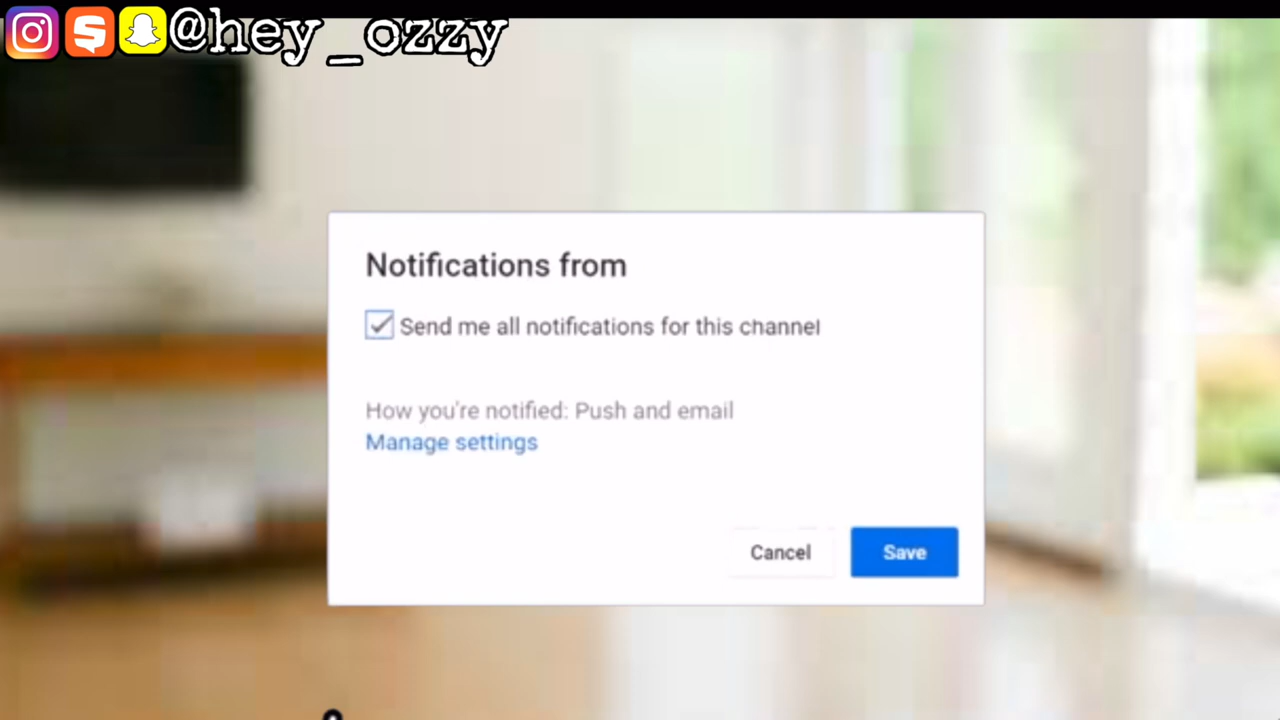 @hey_ozzy
Notifications from
Send me all notifications for this channel
How you're notified: Push and email
Manage settings
Cancel
Save